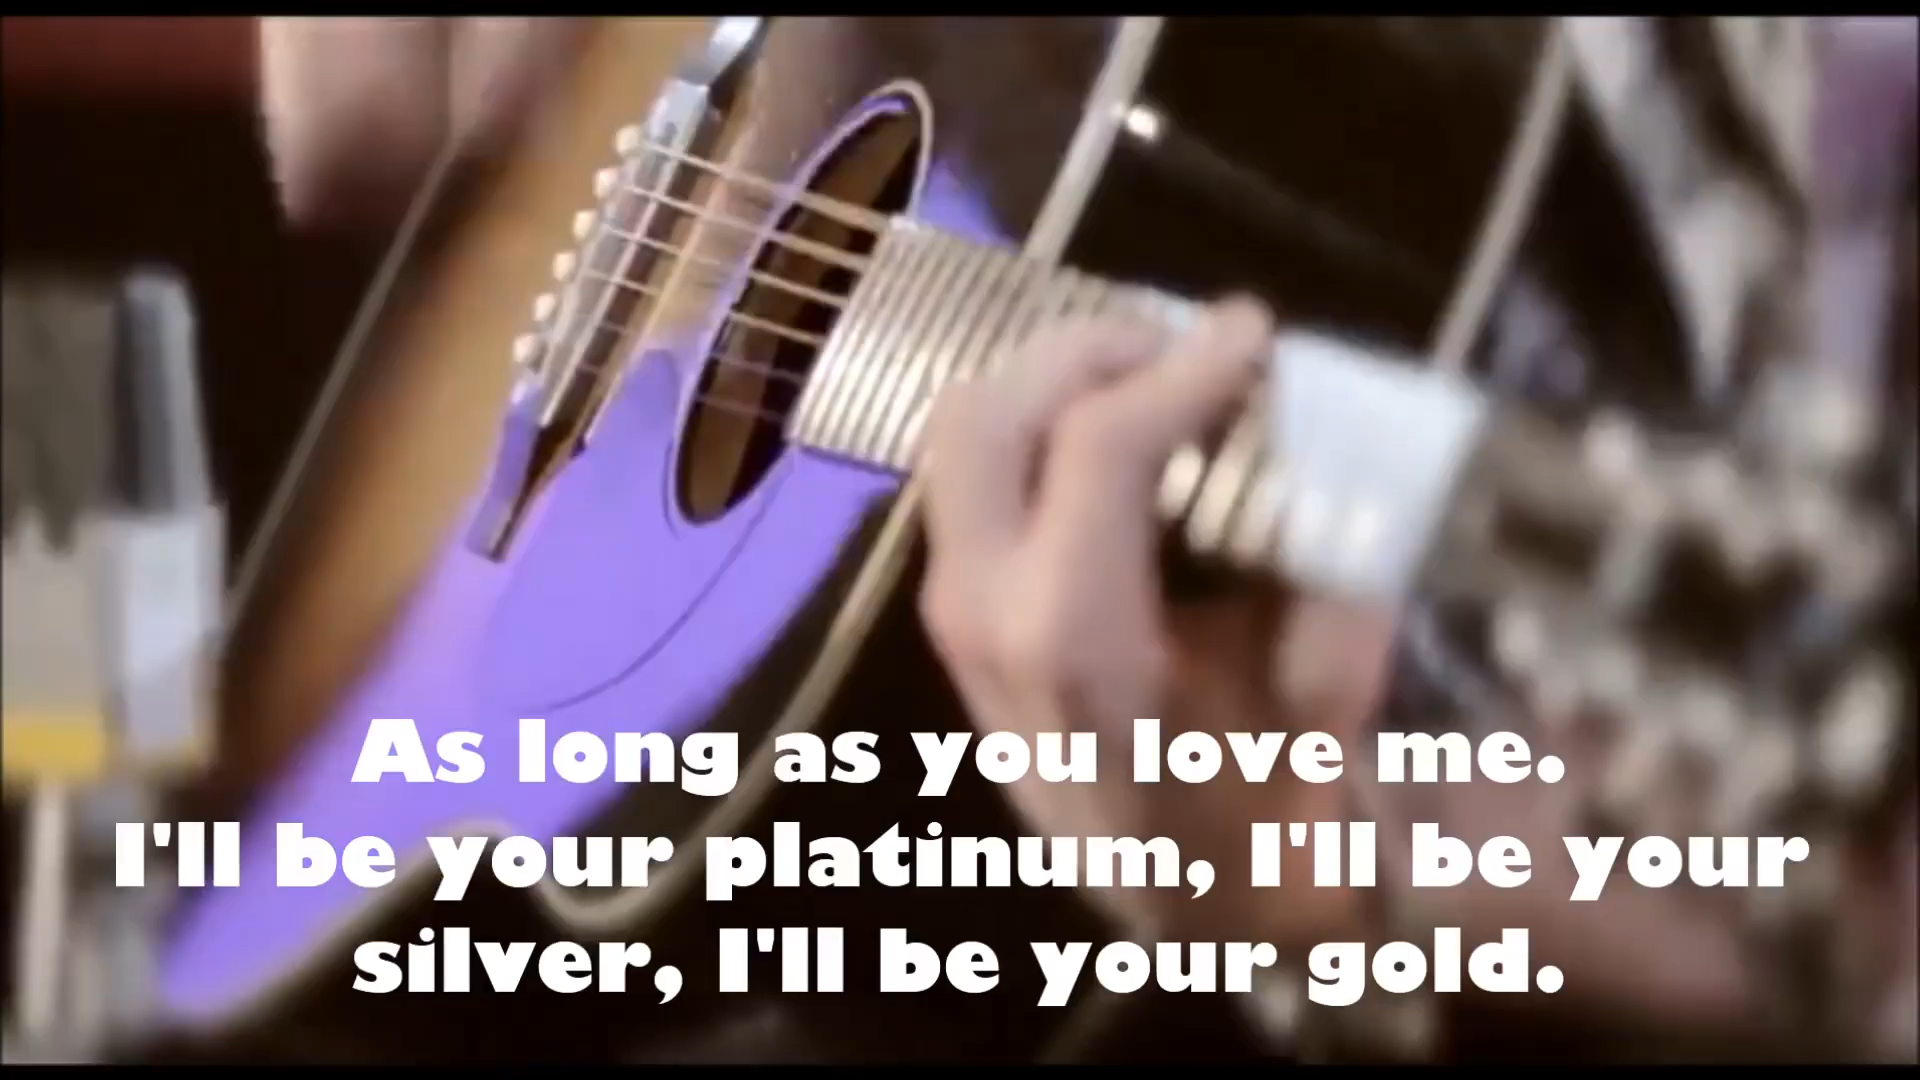 As long as you love me.
I'll be your platinum, I'll be your
silver, I'll be your gold.